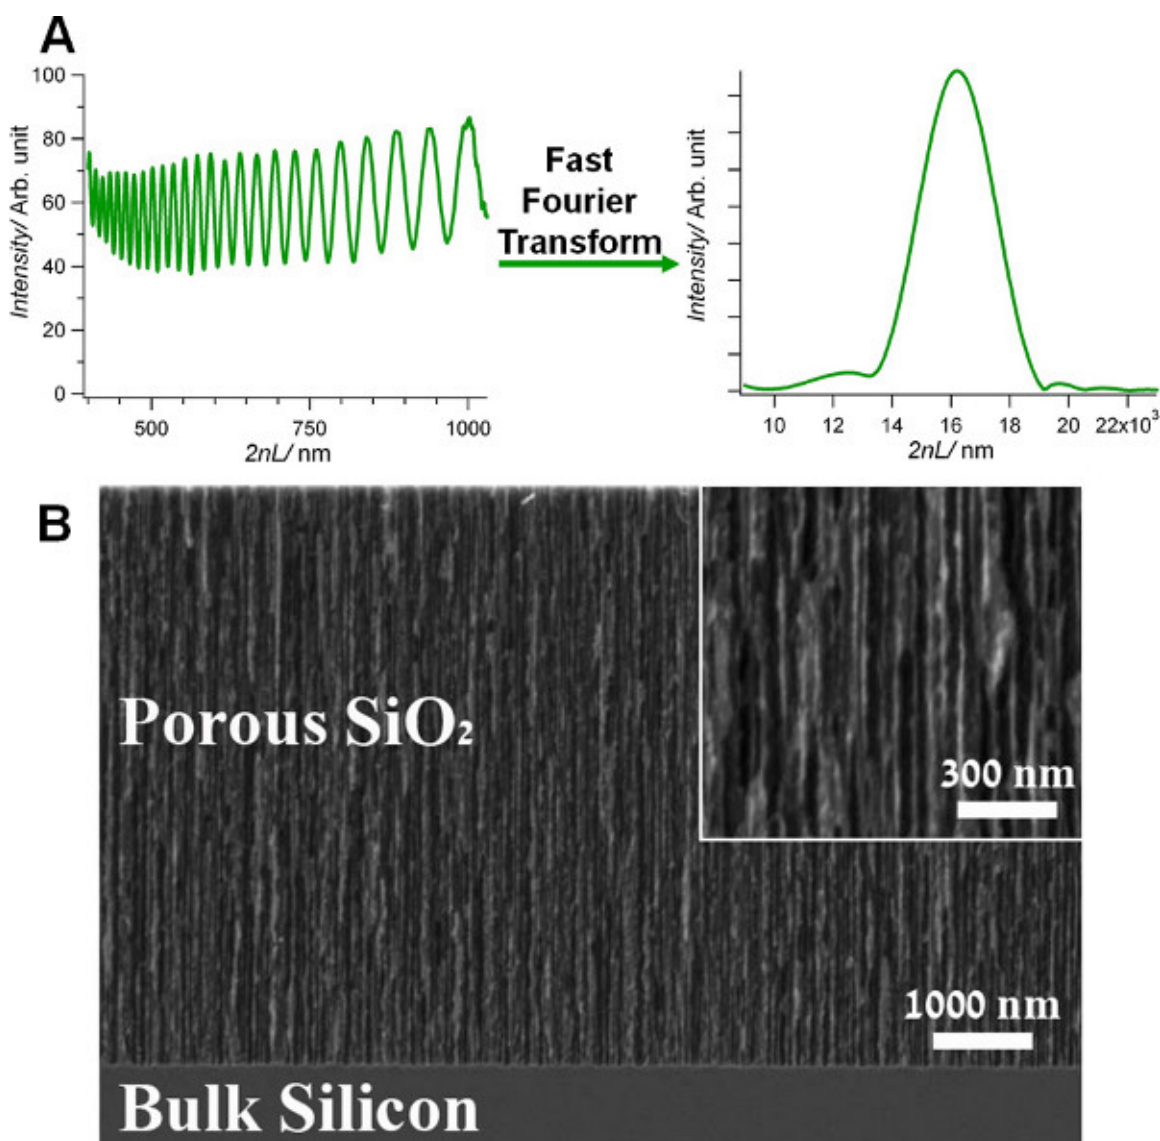 A
100
80
60
40
20
0
Intensity/ Arb. unit
500 750 1000
2nL/ nm
Fast
Fourier
Transform
Intensity/ Arb. unit
10 12 14 16 18 20 22x10³
2nL/ nm
B
Porous SiO₂
300 nm
1000 nm
Bulk Silicon